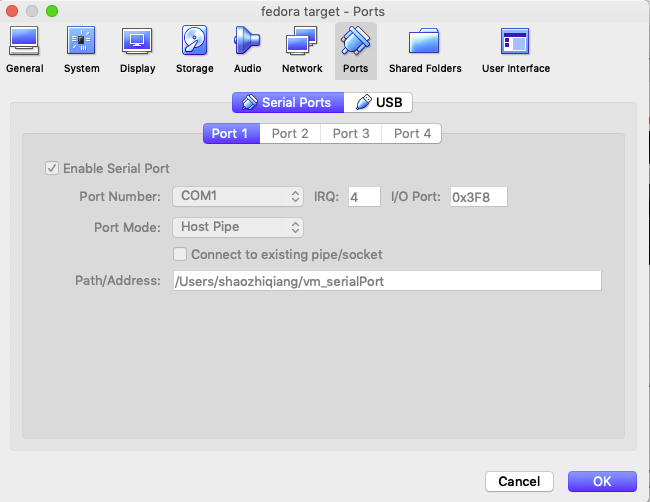 fedora target - Ports
General System Display Storage Audio Network Ports Shared Folders User Interface
Serial Ports USB
Port 1 Port 2 Port 3 Port 4
Enable Serial Port
Port Number: COM1 IRQ: 4 I/O Port: 0x3F8
Port Mode: Host Pipe
Connect to existing pipe/socket
Path/Address: /Users/shaozhiqiang/vm_serialPort
Cancel OK